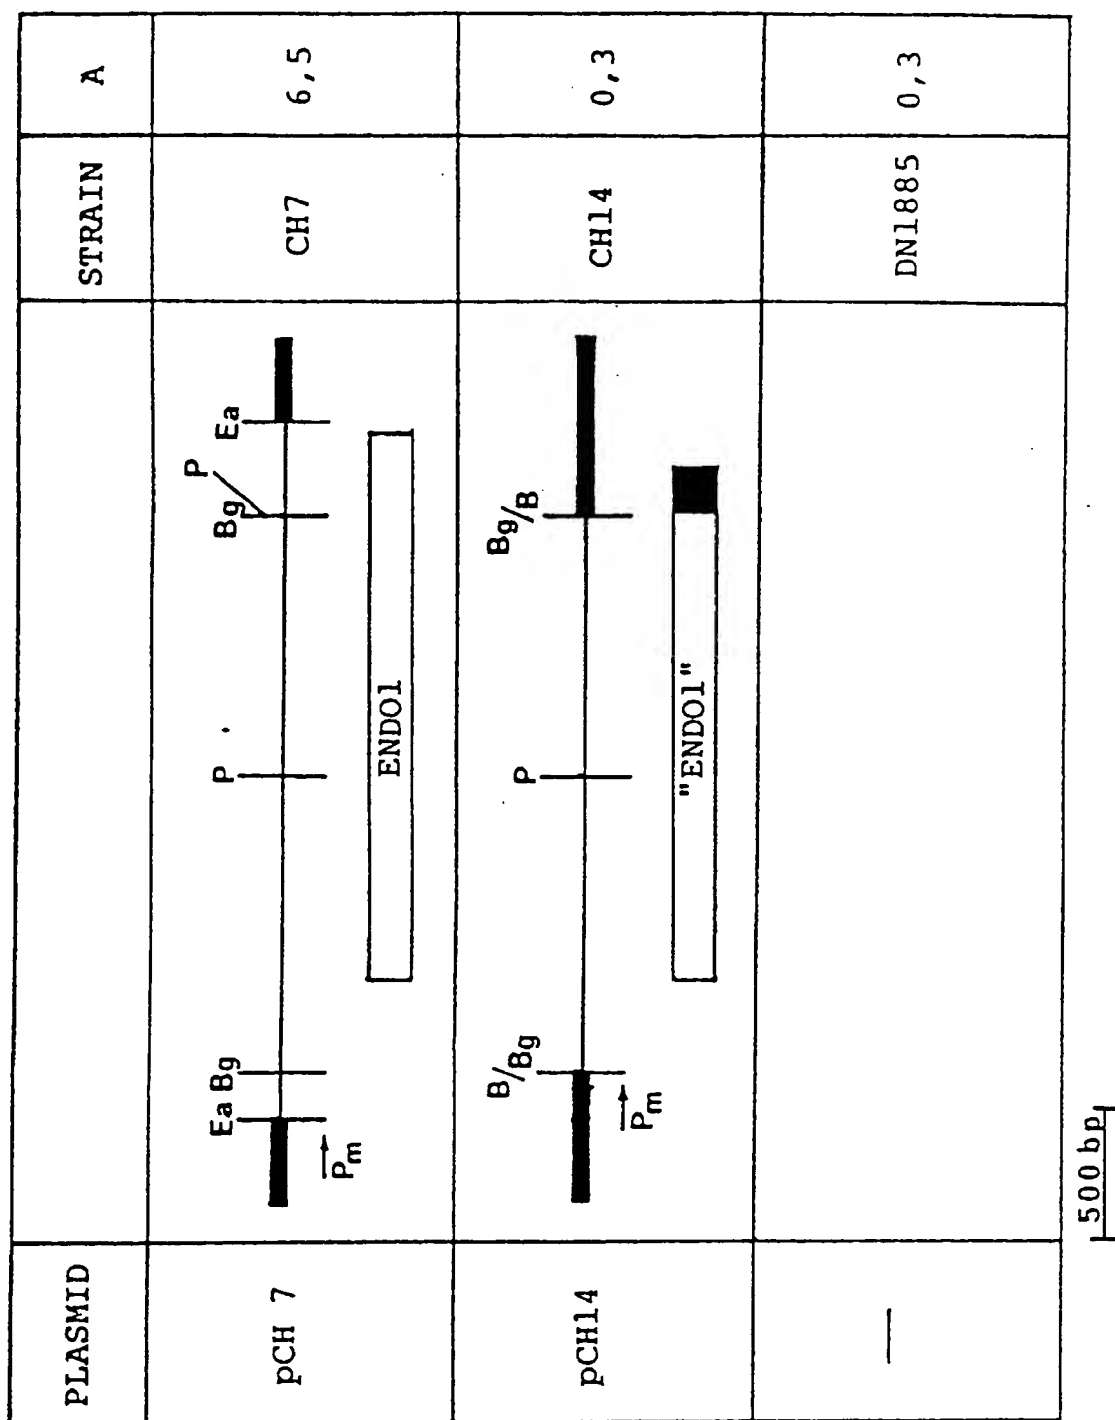 PLASMID STRAIN A
pCH 7 CH7 6,5
Ea Bg P Bg P Ea
Pm
ENDO1
pCH14 CH14 0,3
B/Bg P Bg/B
Pm
"ENDO1"
— DN1885 0,3
500 bp